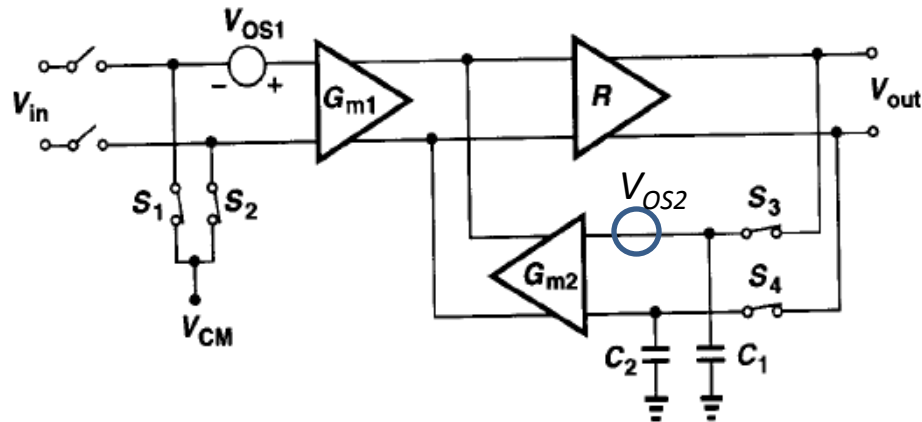 V_OS1
− +
V_in
G_m1
R
V_out
S_1
S_2
V_OS2
S_3
G_m2
S_4
V_CM
C_2
C_1